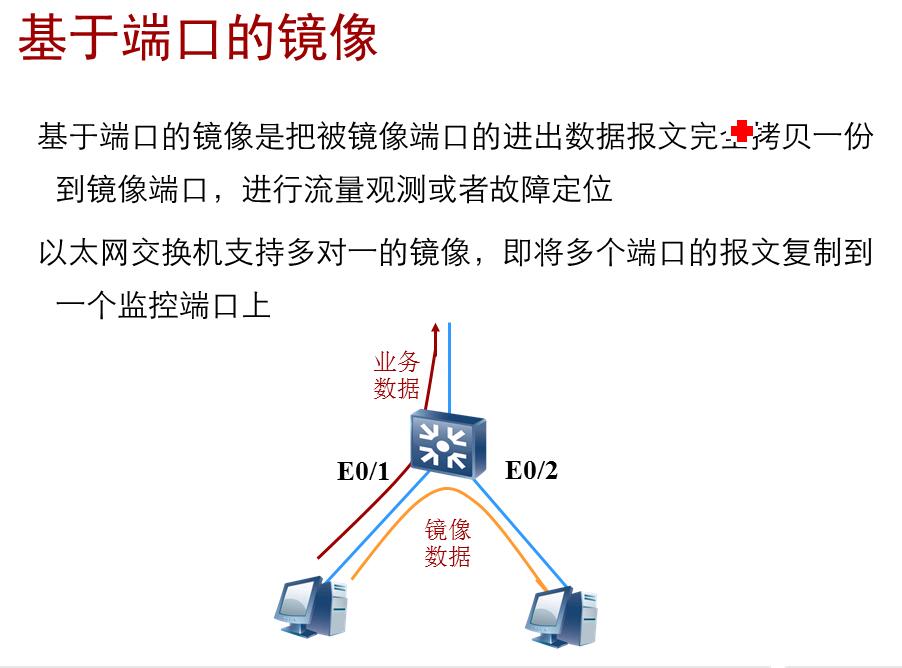 基于端口的镜像
基于端口的镜像是把被镜像端口的进出数据报文完全拷贝一份
到镜像端口，进行流量观测或者故障定位
以太网交换机支持多对一的镜像，即将多个端口的报文复制到
一个监控端口上
业务
数据
E0/1
E0/2
镜像
数据